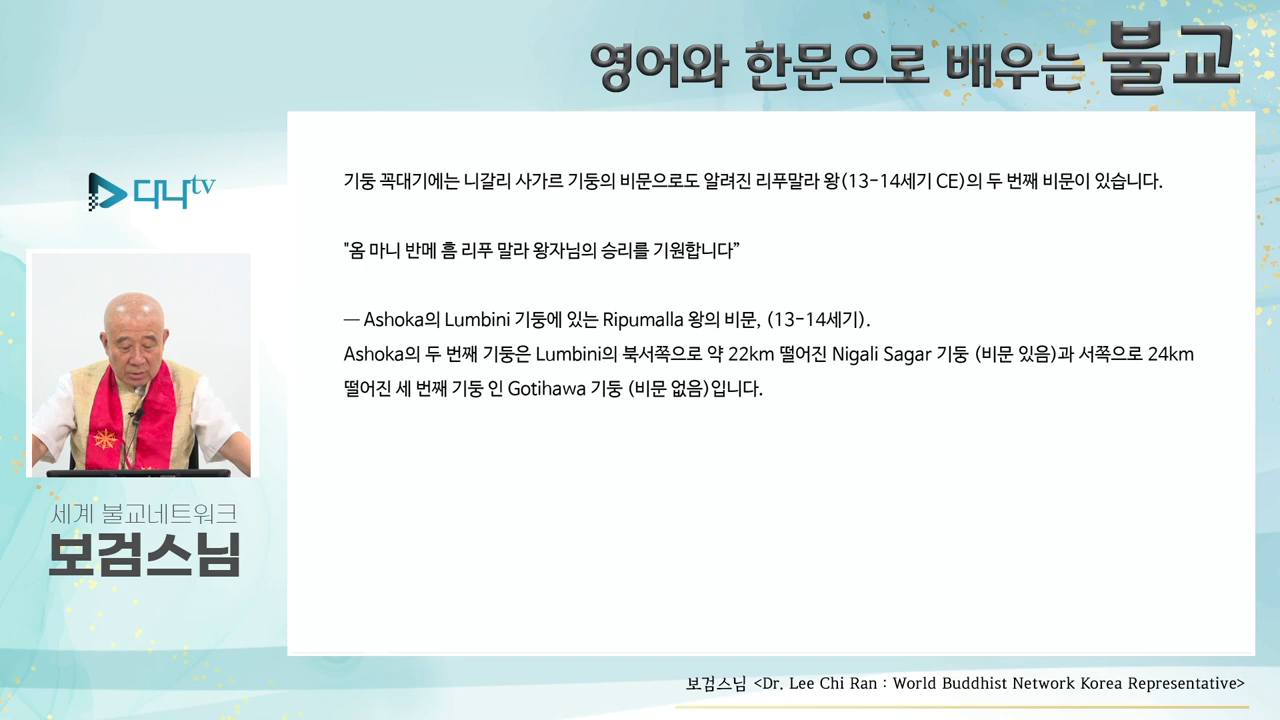 영어와 한문으로 배우는 불교
디나tv
기둥 꼭대기에는 니갈리 사가르 기둥의 비문으로도 알려진 리푸말라 왕(13-14세기 CE)의 두 번째 비문이 있습니다.
"옴 마니 반메 훔 리푸 말라 왕자님의 승리를 기원합니다”
— Ashoka의 Lumbini 기둥에 있는 Ripumalla 왕의 비문, (13-14세기).
Ashoka의 두 번째 기둥은 Lumbini의 북서쪽으로 약 22km 떨어진 Nigali Sagar 기둥 (비문 있음)과 서쪽으로 24km
떨어진 세 번째 기둥 인 Gotihawa 기둥 (비문 없음)입니다.
세계 불교네트워크
보검스님
보검스님 <Dr. Lee Chi Ran : World Buddhist Network Korea Representative>